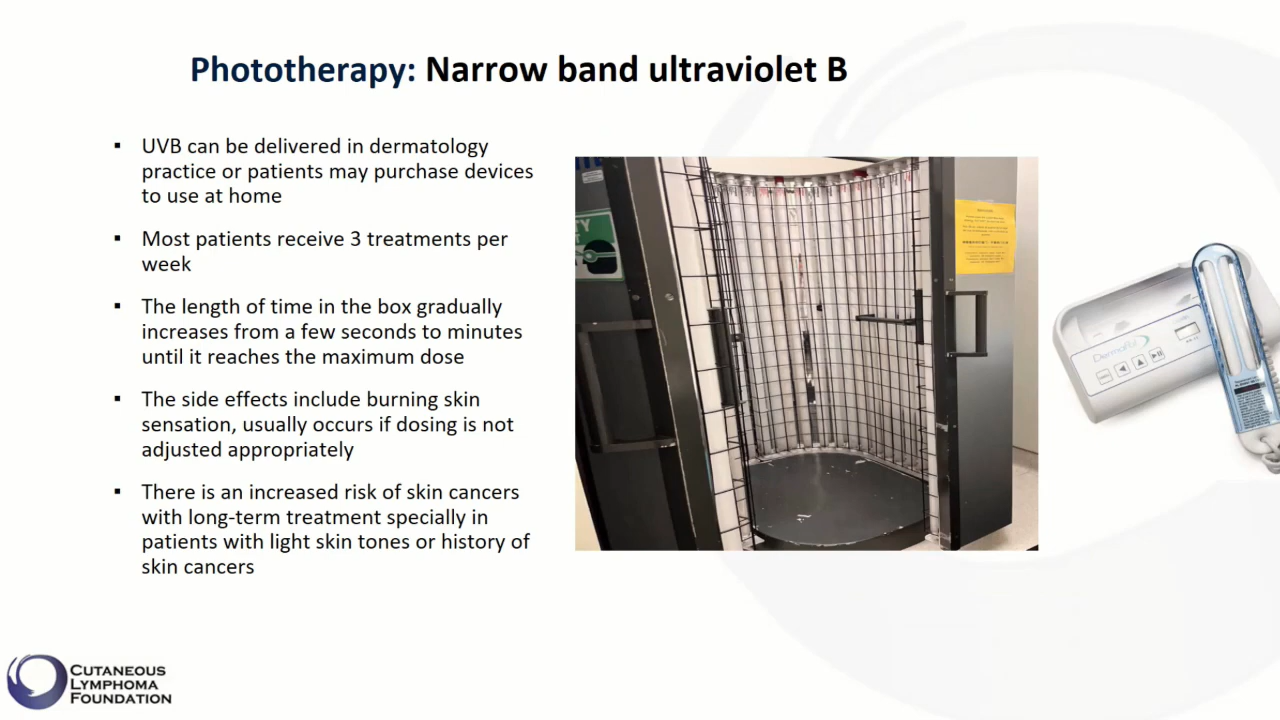 Phototherapy: Narrow band ultraviolet B
▪ UVB can be delivered in dermatology
practice or patients may purchase devices
to use at home
▪ Most patients receive 3 treatments per
week
▪ The length of time in the box gradually
increases from a few seconds to minutes
until it reaches the maximum dose
▪ The side effects include burning skin
sensation, usually occurs if dosing is not
adjusted appropriately
▪ There is an increased risk of skin cancers
with long-term treatment specially in
patients with light skin tones or history of
skin cancers
CUTANEOUS
LYMPHOMA
FOUNDATION